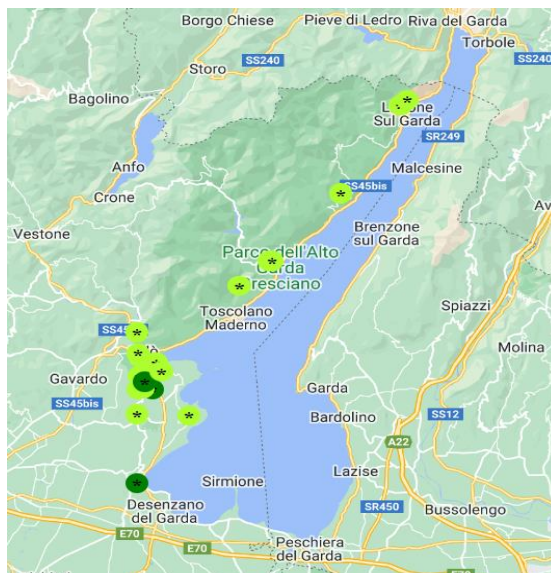 Borgo Chiese
Pieve di Ledro
Riva del Garda
Torbole
Storo
SS240
SS240
Bagolino
Sul Garda
SR249
Anfo
Malcesine
Crone
SS45bis
Vestone
Brenzone
sul Garda
Parco dell'Alto
Garda
Bresciano
Toscolano
Maderno
Spiazzi
Molina
Gavardo
SS45bis
Garda
Bardolino
SS12
A22
Sirmione
Lazise
Desenzano
del Garda
SR450
Bussolengo
E70
E70
Peschiera
del Garda